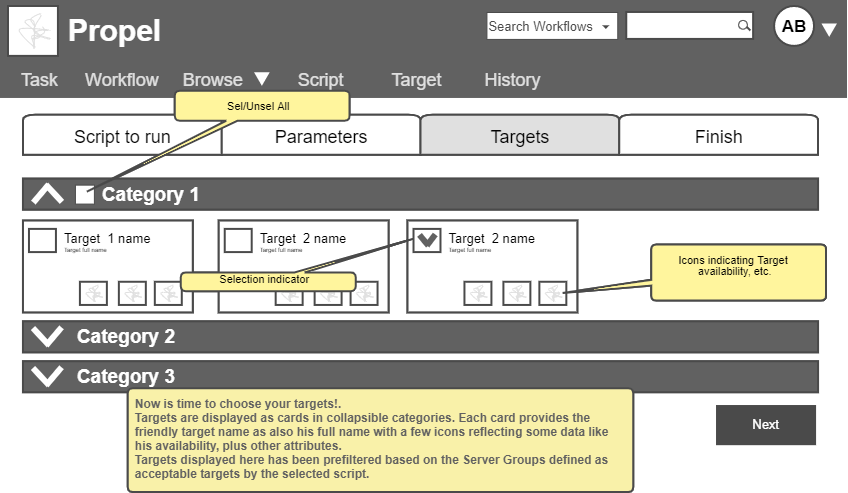 Propel
Search Workflows
AB
Task Workflow Browse Script Target History
Sel/Unsel All
Script to run Parameters Targets Finish
Category 1
Target 1 name Target 2 name Target 2 name
Target full name Target full name Target full name
Selection indicator
Icons indicating Target
availability, etc.
Category 2
Category 3
Now is time to choose your targets!.
Targets are displayed as cards in collapsible categories. Each card provides the
friendly target name as also his full name with a few icons reflecting some data like
his availability, plus other attributes.
Targets displayed here has been prefiltered based on the Server Groups defined as
acceptable targets by the selected script.
Next